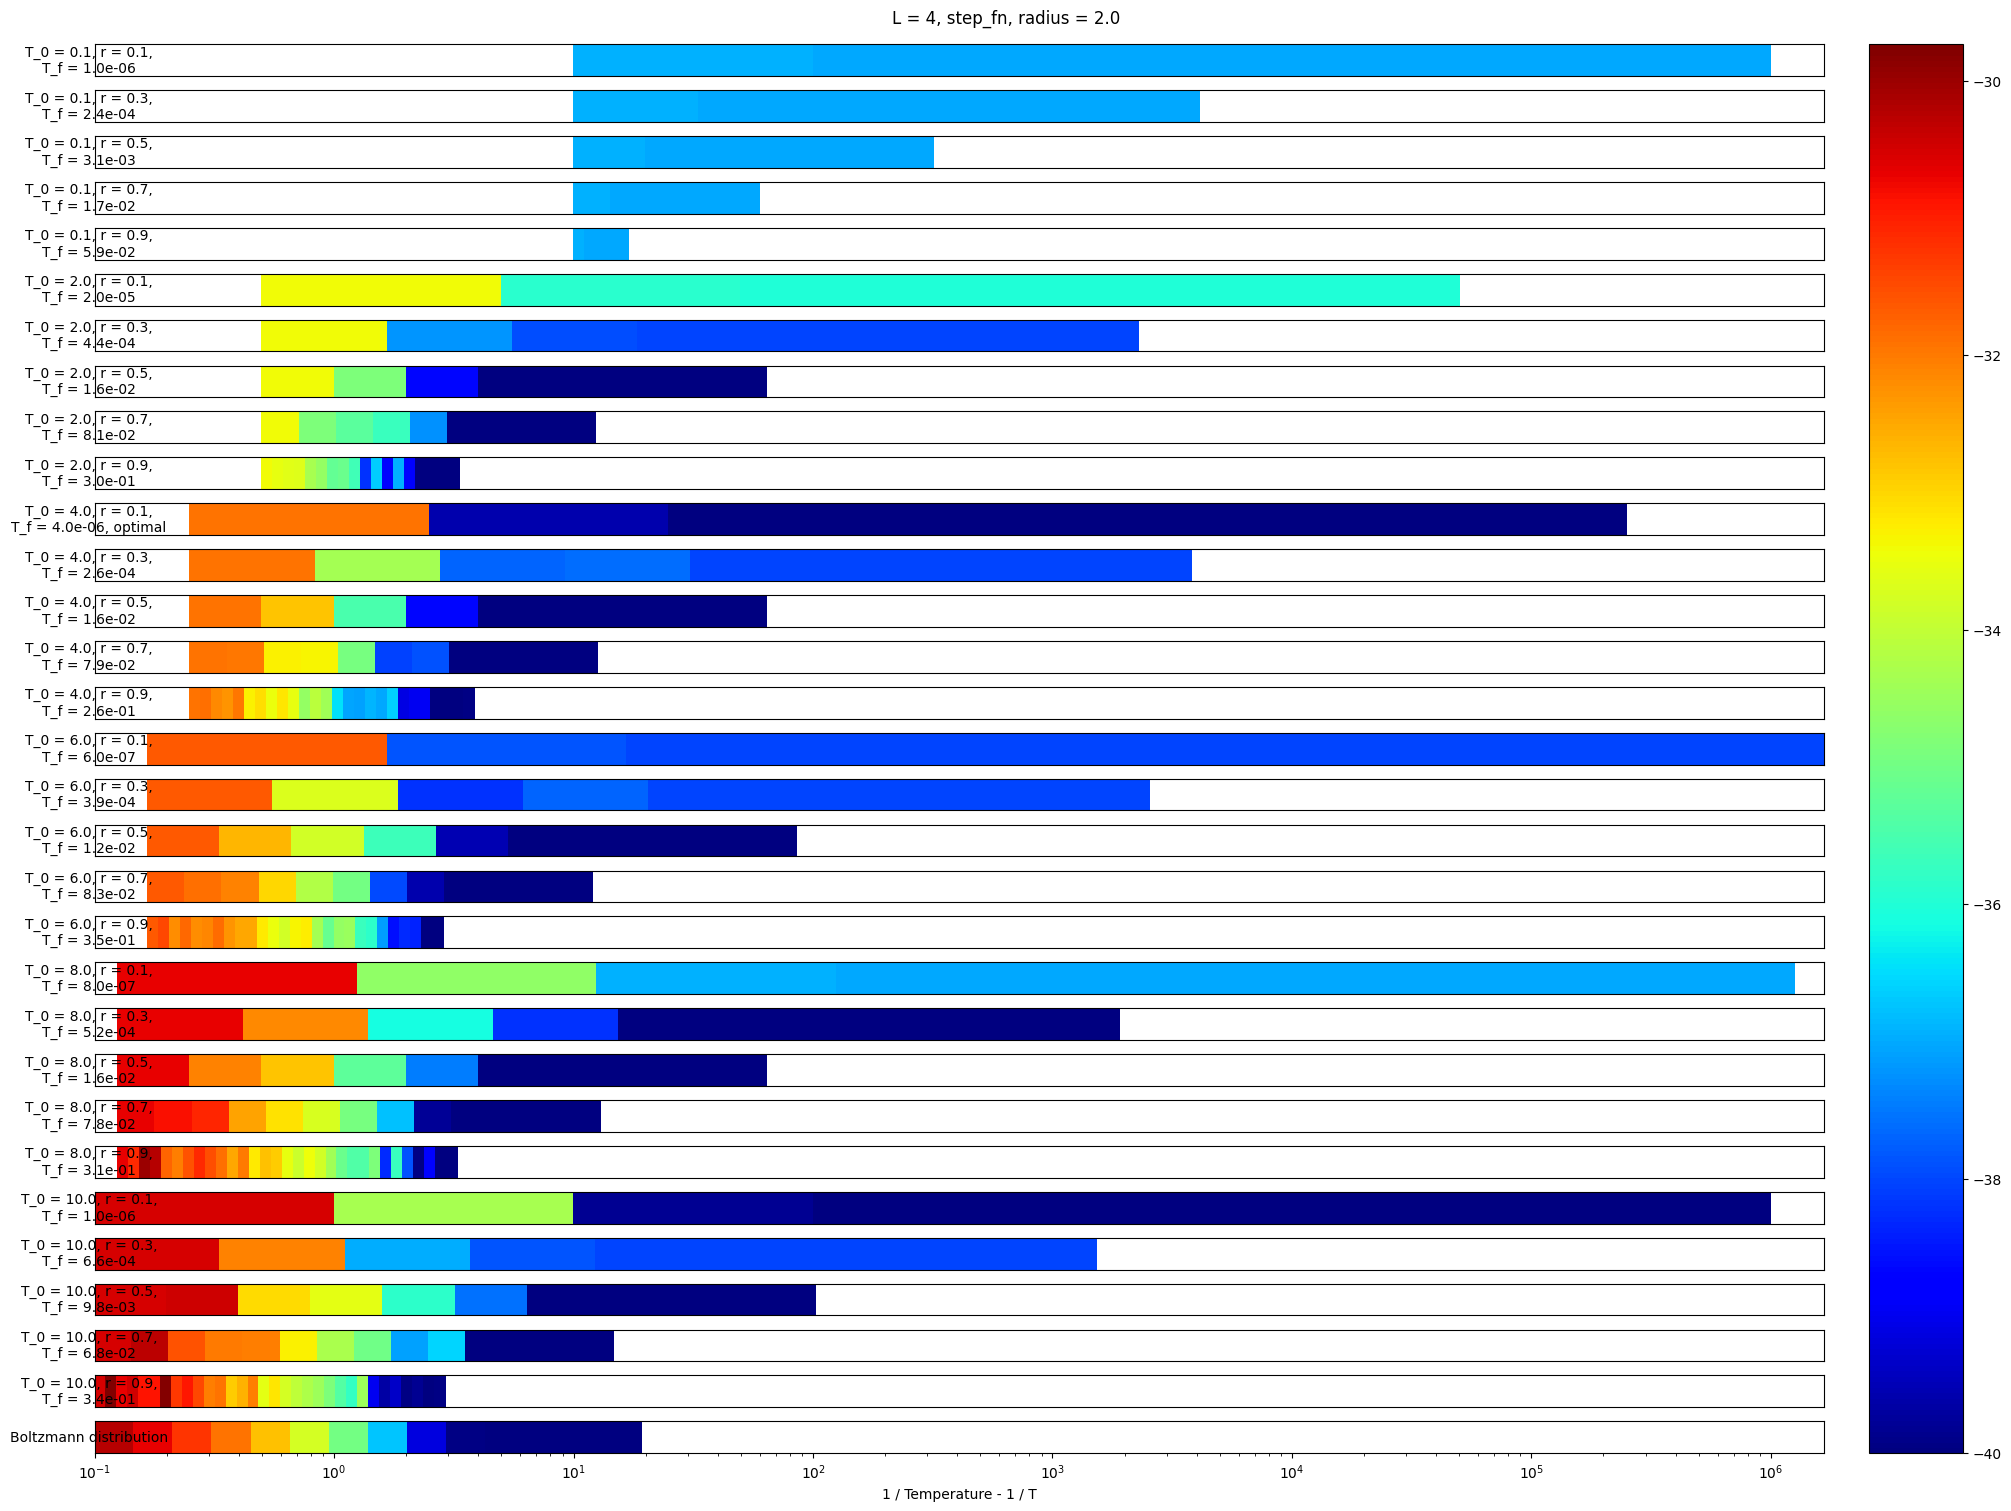 L = 4, step_fn, radius = 2.0
T_0 = 0.1, r = 0.1,
T_f = 1.0e-06
T_0 = 0.1, r = 0.3,
T_f = 2.4e-04
T_0 = 0.1, r = 0.5,
T_f = 3.1e-03
T_0 = 0.1, r = 0.7,
T_f = 1.7e-02
T_0 = 0.1, r = 0.9,
T_f = 5.9e-02
T_0 = 2.0, r = 0.1,
T_f = 2.0e-05
T_0 = 2.0, r = 0.3,
T_f = 4.4e-04
T_0 = 2.0, r = 0.5,
T_f = 1.6e-02
T_0 = 2.0, r = 0.7,
T_f = 8.1e-02
T_0 = 2.0, r = 0.9,
T_f = 3.0e-01
T_0 = 4.0, r = 0.1,
T_f = 4.0e-06, optimal
T_0 = 4.0, r = 0.3,
T_f = 2.6e-04
T_0 = 4.0, r = 0.5,
T_f = 1.6e-02
T_0 = 4.0, r = 0.7,
T_f = 7.9e-02
T_0 = 4.0, r = 0.9,
T_f = 2.6e-01
T_0 = 6.0, r = 0.1,
T_f = 6.0e-07
T_0 = 6.0, r = 0.3,
T_f = 3.9e-04
T_0 = 6.0, r = 0.5,
T_f = 1.2e-02
T_0 = 6.0, r = 0.7,
T_f = 8.3e-02
T_0 = 6.0, r = 0.9,
T_f = 3.5e-01
T_0 = 8.0, r = 0.1,
T_f = 8.0e-07
T_0 = 8.0, r = 0.3,
T_f = 5.2e-04
T_0 = 8.0, r = 0.5,
T_f = 1.6e-02
T_0 = 8.0, r = 0.7,
T_f = 7.8e-02
T_0 = 8.0, r = 0.9,
T_f = 3.1e-01
T_0 = 10.0, r = 0.1,
T_f = 1.0e-06
T_0 = 10.0, r = 0.3,
T_f = 6.6e-04
T_0 = 10.0, r = 0.5,
T_f = 9.8e-03
T_0 = 10.0, r = 0.7,
T_f = 6.8e-02
T_0 = 10.0, r = 0.9,
T_f = 3.4e-01
Boltzmann distribution
10⁻¹ 10⁰ 10¹ 10² 10³ 10⁴ 10⁵ 10⁶
1 / Temperature - 1 / T
−30
−32
−34
−36
−38
−40